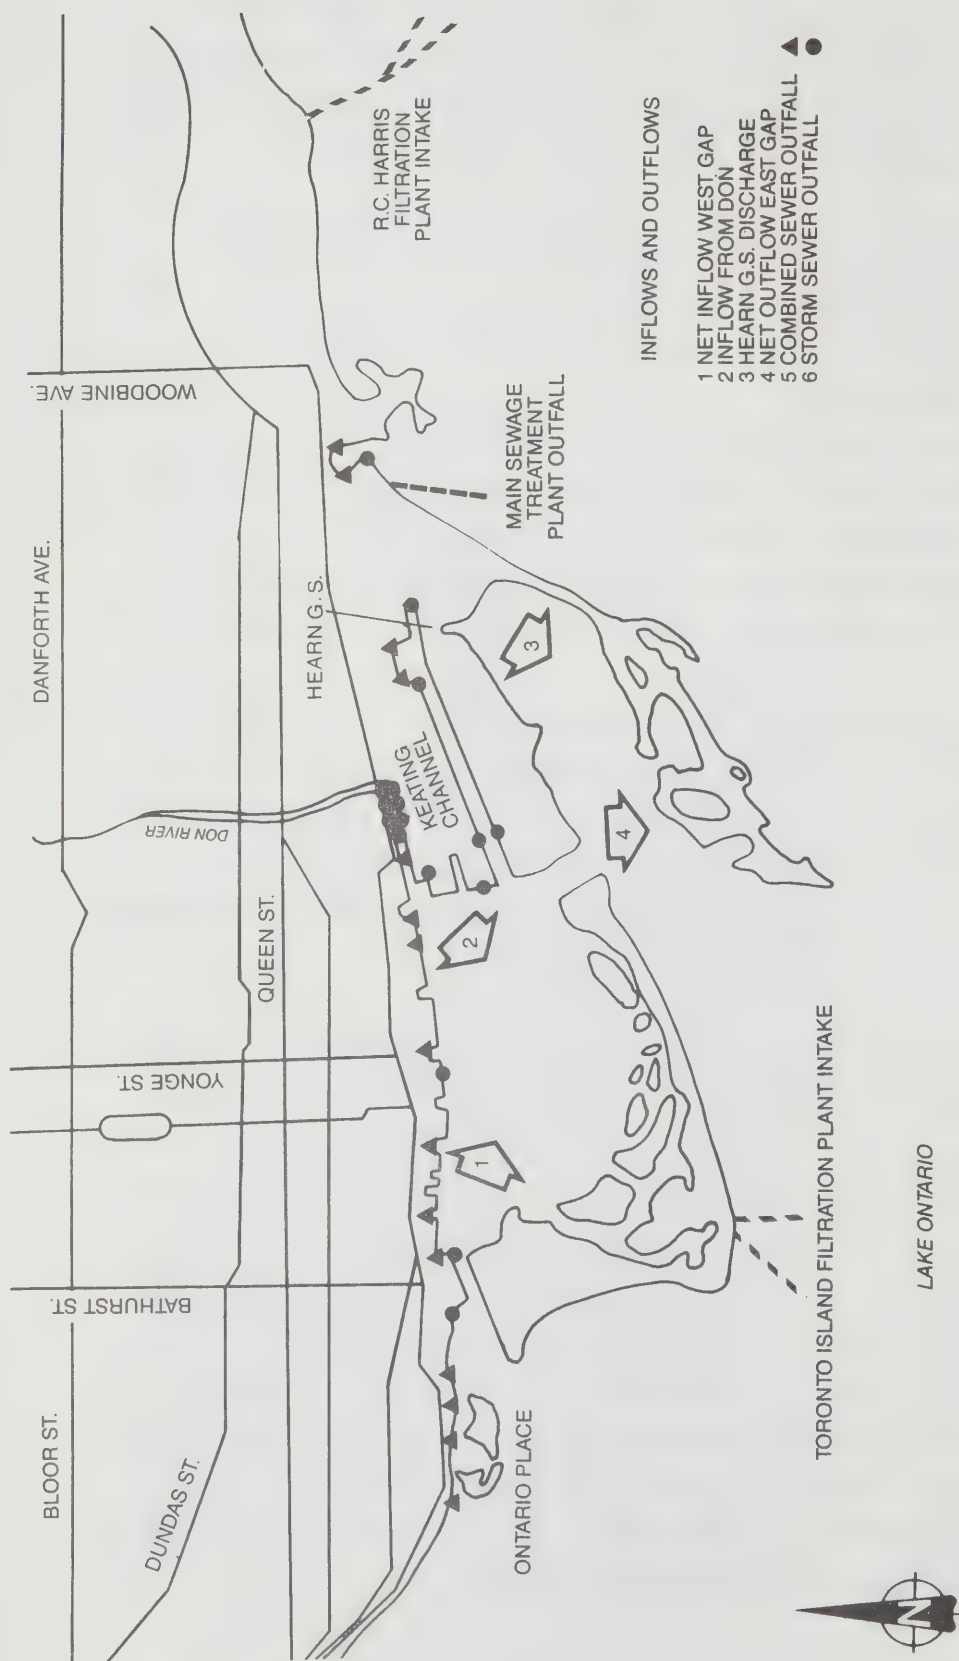 BLOOR ST.
DANFORTH AVE.
DUNDAS ST.
BATHURST ST.
YONGE ST.
QUEEN ST.
DON RIVER
WOODBINE AVE.
HEARN G. S.
KEATING
CHANNEL
R.C. HARRIS
FILTRATION
PLANT INTAKE
MAIN SEWAGE
TREATMENT
PLANT OUTFALL
ONTARIO PLACE
1
2
3
4
TORONTO ISLAND FILTRATION PLANT INTAKE
LAKE ONTARIO
N
INFLOWS AND OUTFLOWS
1 NET INFLOW WEST GAP
2 INFLOW FROM DON
3 HEARN G.S. DISCHARGE
4 NET OUTFLOW EAST GAP
5 COMBINED SEWER OUTFALL
6 STORM SEWER OUTFALL